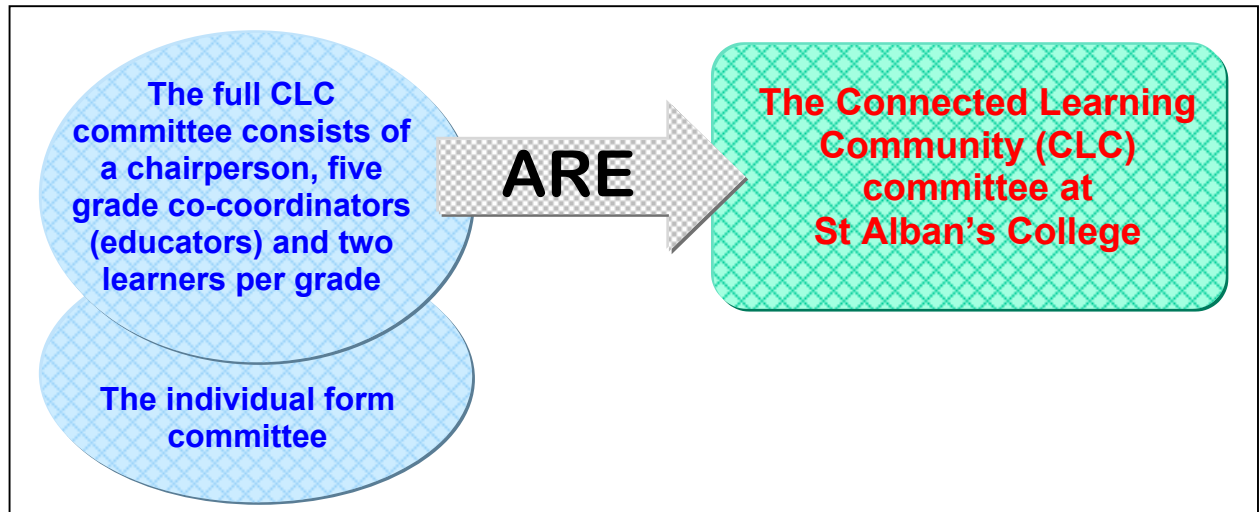 The full CLC
committee consists of
a chairperson, five
grade co-coordinators
(educators) and two
learners per grade
The individual form
committee
ARE
The Connected Learning
Community (CLC)
committee at
St Alban’s College